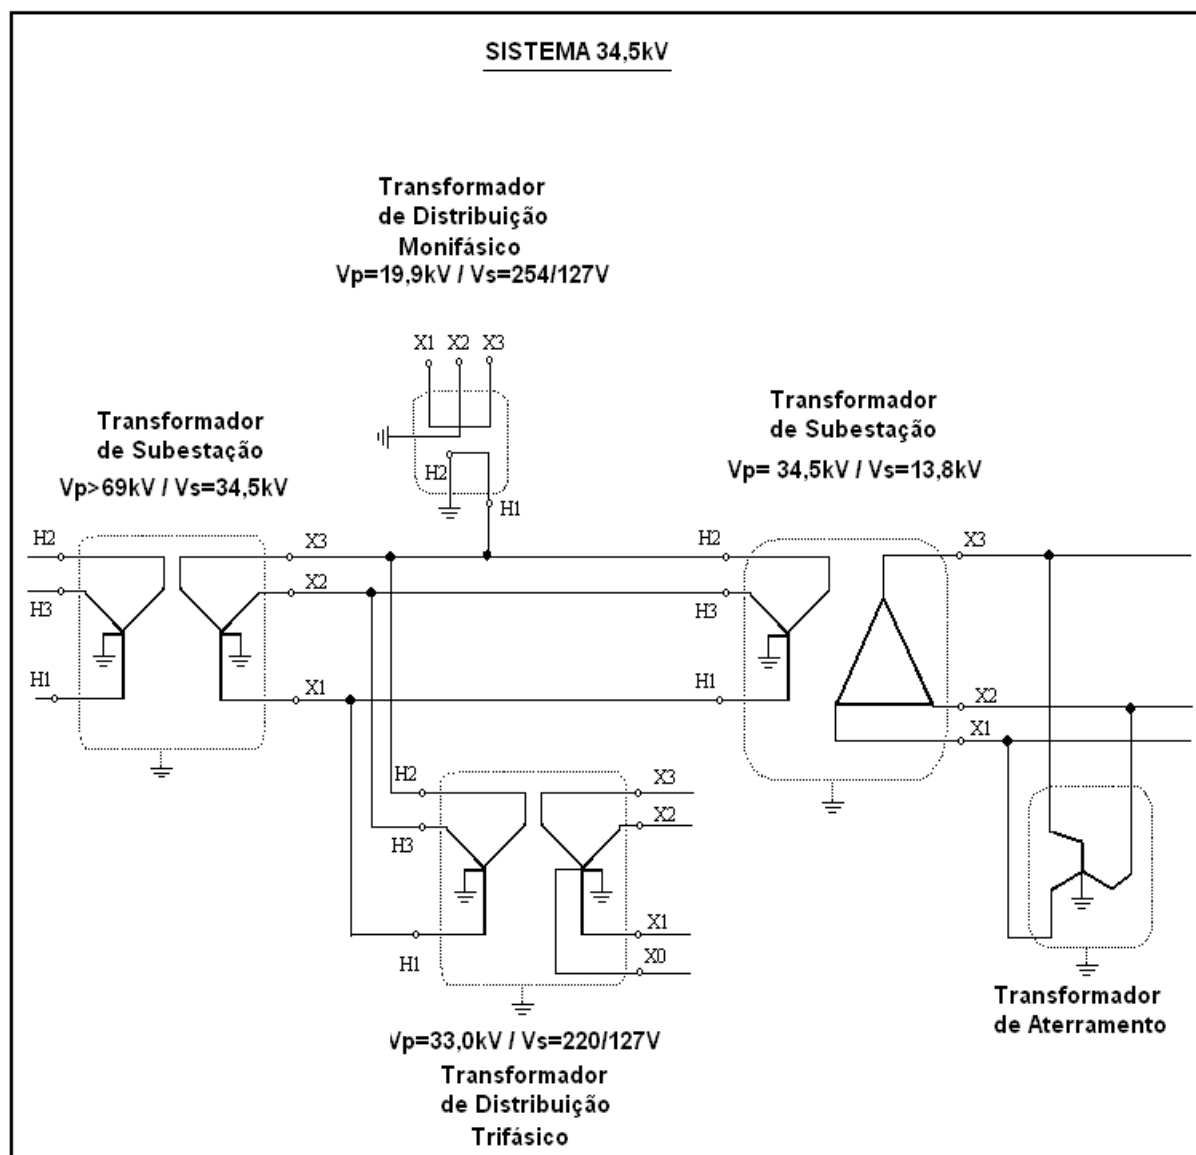 SISTEMA 34,5kV
Transformador
de Distribuição
Monifásico
Vp=19,9kV / Vs=254/127V
X1 X2 X3
H2
H1
Transformador
de Subestação
Vp>69kV / Vs=34,5kV
H2
H3
H1
X3
X2
X1
Transformador
de Subestação
Vp= 34,5kV / Vs=13,8kV
H2
H3
H1
X3
X2
X1
H2
H3
H1
X3
X2
X1
X0
Vp=33,0kV / Vs=220/127V
Transformador
de Distribuição
Trifásico
Transformador
de Aterramento